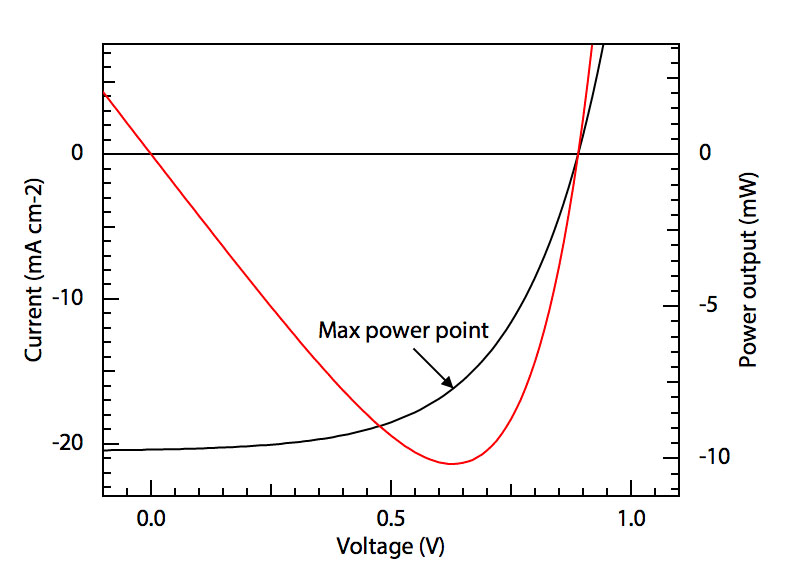 0
-10
-20
Current (mA cm-2)
Max power point
0
-5
-10
Power output (mW)
0.0
0.5
1.0
Voltage (V)